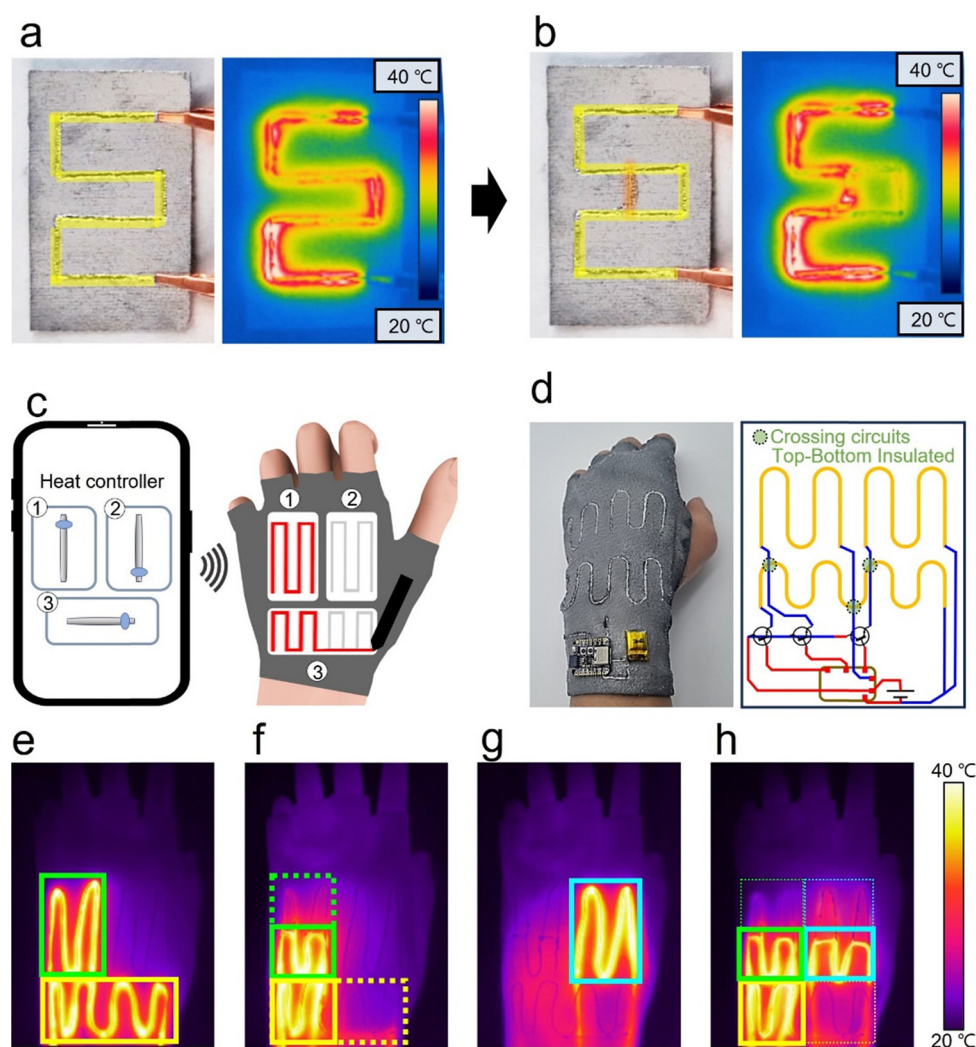 a
b
40 ℃
20 ℃
40 ℃
20 ℃
c
d
Heat controller
1
2
3
1
2
3
Crossing circuits
Top-Bottom Insulated
e
f
g
h
40 ℃
20 ℃